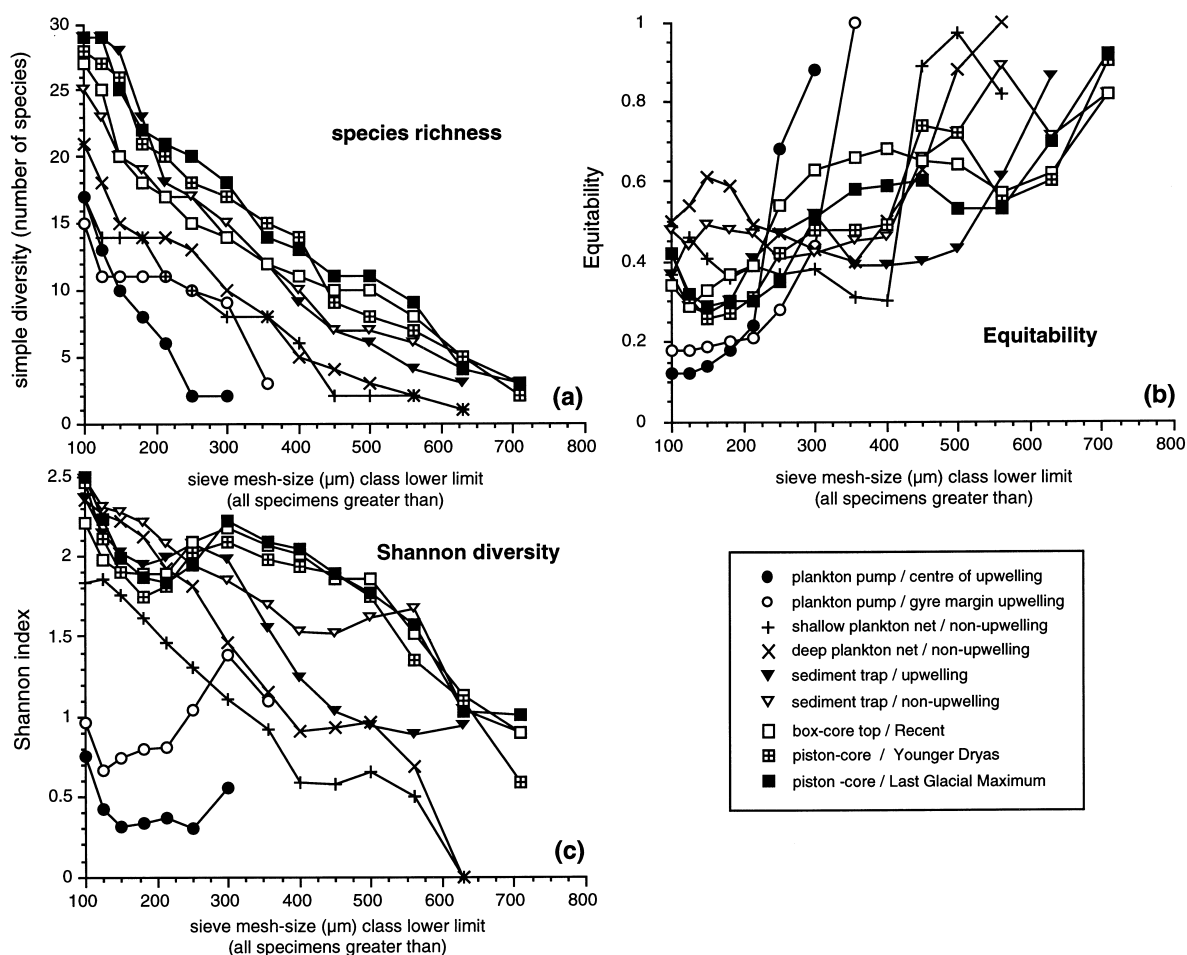 30
25
20
15
10
5
0
simple diversity (number of species)
species richness
(a)
100 200 300 400 500 600 700 800
sieve mesh-size (µm) class lower limit
(all specimens greater than)
1
0.8
0.6
0.4
0.2
0
Equitability
Equitability
(b)
100 200 300 400 500 600 700 800
sieve mesh-size (µm) class lower limit
(all specimens greater than)
2.5
2
1.5
1
0.5
0
Shannon index
Shannon diversity
(c)
100 200 300 400 500 600 700 800
sieve mesh-size (µm) class lower limit
(all specimens greater than)
plankton pump / centre of upwelling
plankton pump / gyre margin upwelling
shallow plankton net / non-upwelling
deep plankton net / non-upwelling
sediment trap / upwelling
sediment trap / non-upwelling
box-core top / Recent
piston-core / Younger Dryas
piston -core / Last Glacial Maximum